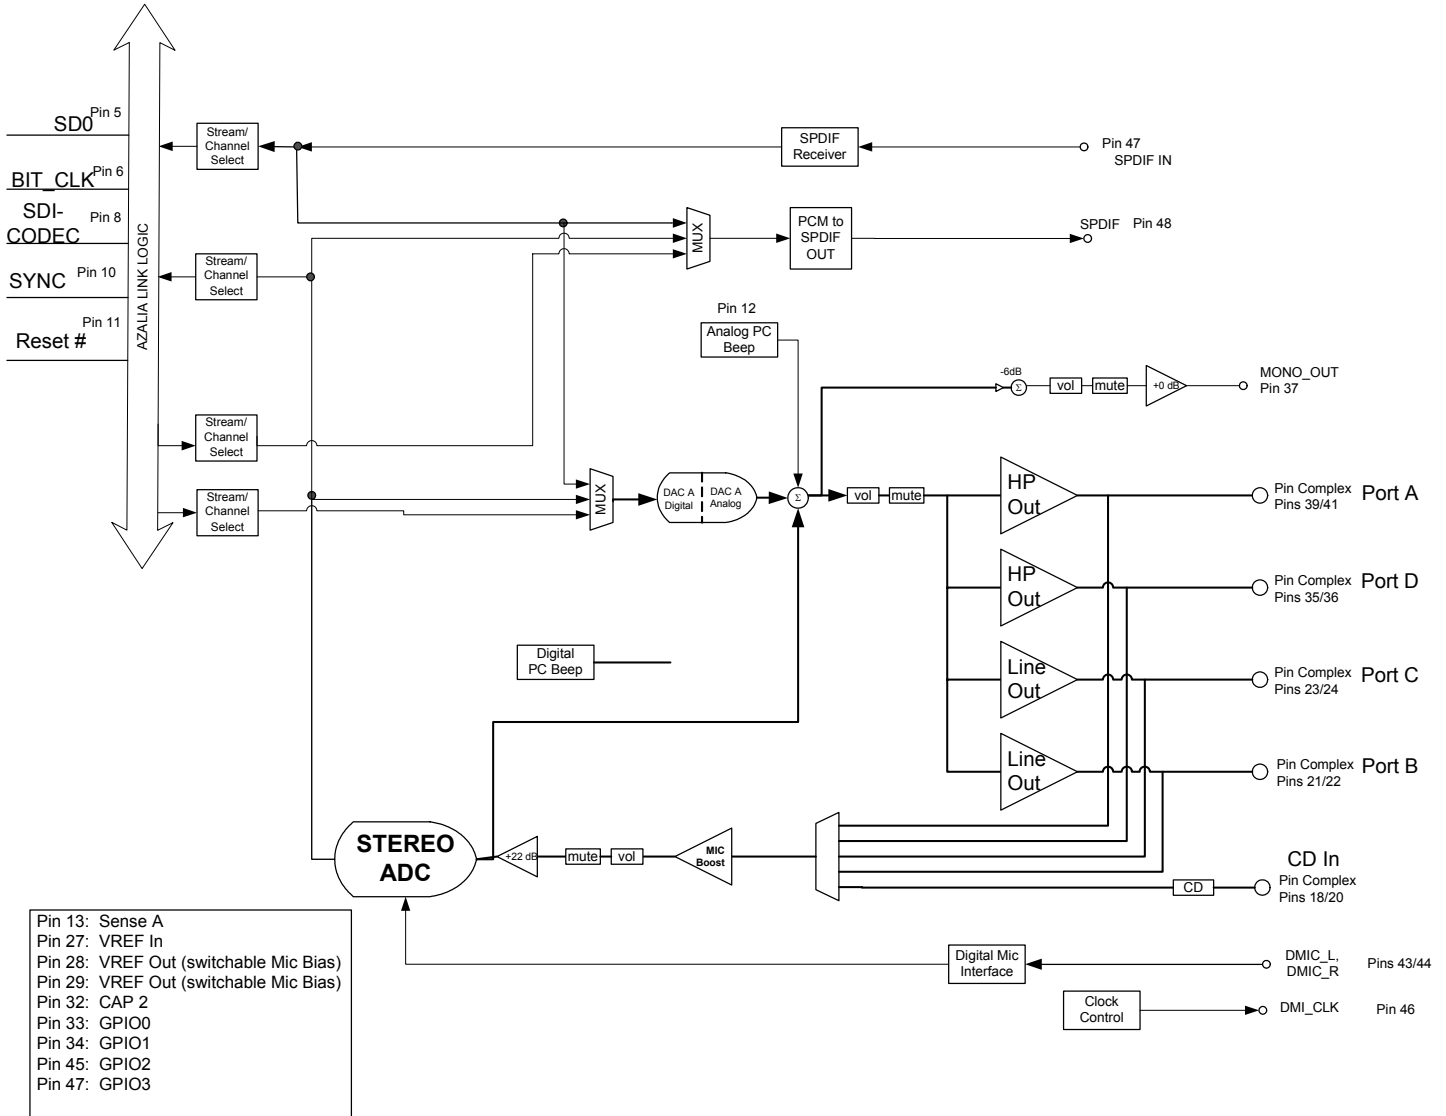 Pin 5
SD0
Pin 6
BIT_CLK
SDI-
CODEC
Pin 8
SYNC
Pin 10
Pin 11
Reset #
AZALIA LINK LOGIC
Stream/
Channel
Select
Stream/
Channel
Select
Stream/
Channel
Select
Stream/
Channel
Select
SPDIF
Receiver
Pin 47
SPDIF IN
MUX
PCM to
SPDIF
OUT
SPDIF Pin 48
Pin 12
Analog PC
Beep
-6dB
Σ
vol
mute
+0 dB
MONO_OUT
Pin 37
MUX
DAC A
Digital
DAC A
Analog
Σ
vol
mute
HP
Out
Pin Complex
Pins 39/41
Port A
HP
Out
Pin Complex
Pins 35/36
Port D
Line
Out
Pin Complex
Pins 23/24
Port C
Line
Out
Pin Complex
Pins 21/22
Port B
Digital
PC Beep
STEREO
ADC
+22 dB
mute
vol
MIC
Boost
CD
CD In
Pin Complex
Pins 18/20
Digital Mic
Interface
DMIC_L,
DMIC_R
Pins 43/44
Clock
Control
DMI_CLK
Pin 46
Pin 13: Sense A
Pin 27: VREF In
Pin 28: VREF Out (switchable Mic Bias)
Pin 29: VREF Out (switchable Mic Bias)
Pin 32: CAP 2
Pin 33: GPIO0
Pin 34: GPIO1
Pin 45: GPIO2
Pin 47: GPIO3